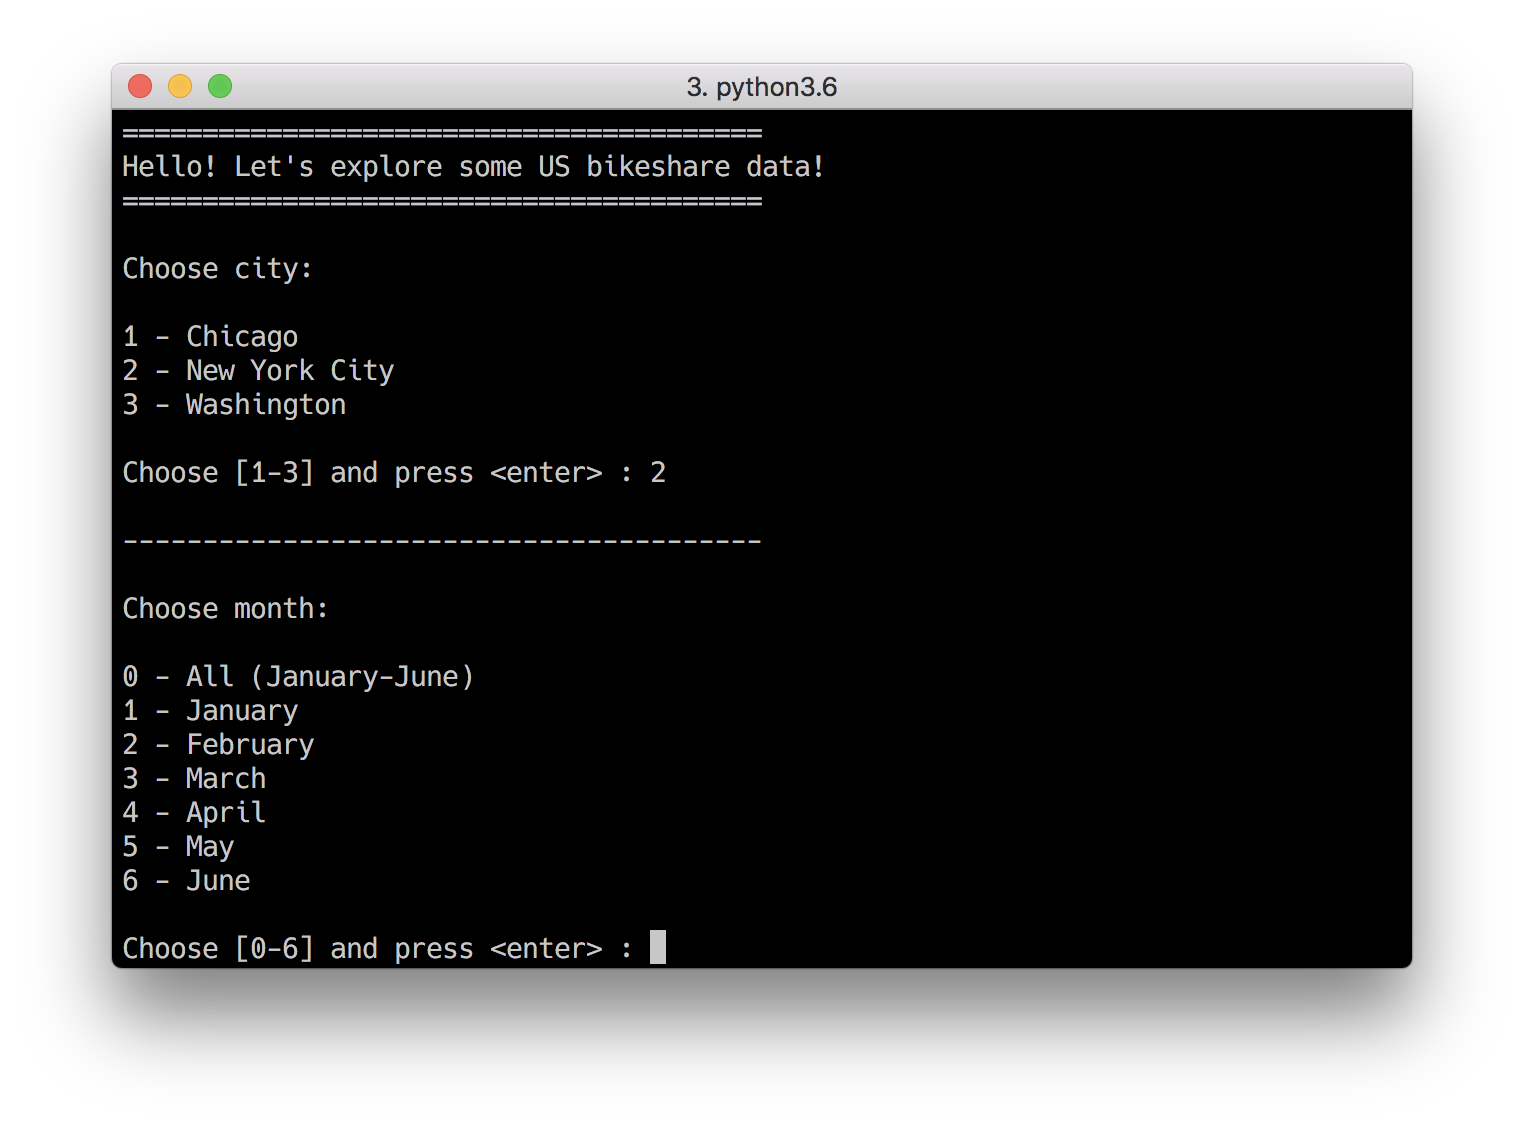 3. python3.6
========================================
Hello! Let's explore some US bikeshare data!
========================================
Choose city:
1 - Chicago
2 - New York City
3 - Washington
Choose [1-3] and press <enter> : 2
----------------------------------------
Choose month:
0 - All (January-June)
1 - January
2 - February
3 - March
4 - April
5 - May
6 - June
Choose [0-6] and press <enter> :